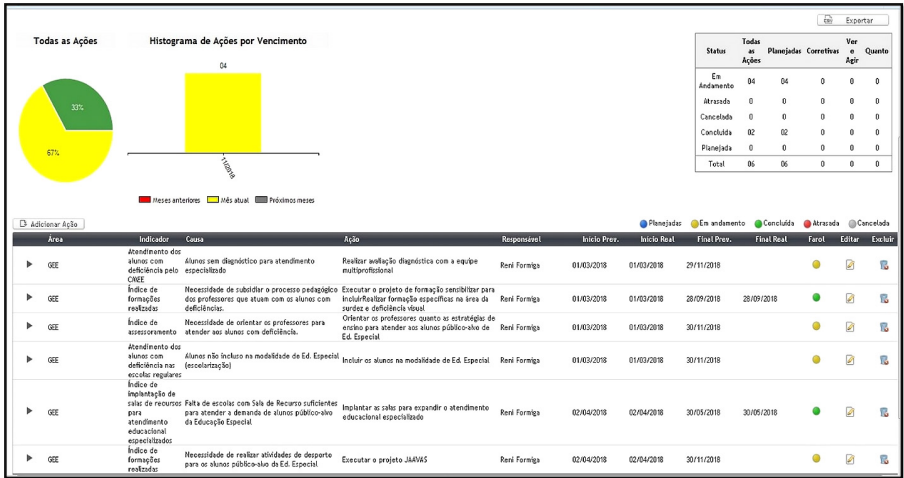 Exportar
Todas as Ações
Histograma de Ações por Vencimento
04
33%
67%
11/2018
Meses anteriores Mês atual Próximos meses
Status Todas as Ações Planejadas Corretivas Ver e Agir Quanto
Em Andamento 04 04 0 0 0
Atrasada 0 0 0 0 0
Cancelada 0 0 0 0 0
Concluída 02 02 0 0 0
Planejada 0 0 0 0 0
Total 06 06 0 0 0
Adicionar Ação
Planejadas Em andamento Concluída Atrasada Cancelada
Área Indicador Causa Ação Responsável Início Prev. Início Real Final Prev. Final Real Farol Editar Excluir
GEE Atendimento dos alunos com deficiência pelo CMEE Alunos sem diagnóstico para atendimento especializado Realizar avaliação diagnóstica com a equipe multiprofissional Reni Formiga 01/03/2018 01/03/2018 29/11/2018
GEE Índice de formações realizadas Necessidade de subsidiar o processo pedagógico dos professores que atuam com os alunos com deficiências. Executar o projeto de formação sensibilizar para incluirRealizar formação específicas na área da surdez e deficiência visual Reni Formiga 01/03/2018 01/03/2018 28/09/2018 28/09/2018
GEE Índice de assessoramento Necessidade de orientar os professores para atender aos alunos com deficiência. Orientar os professores quanto as estratégias de ensino para atender aos alunos público-alvo de Ed. Especial Reni Formiga 01/03/2018 01/03/2018 30/11/2018
GEE Atendimento dos alunos com deficiência nas escolas regulares Alunos não incluso na modalidade de Ed. Especial (escolarização) Incluir os alunos na modalidade de Ed. Especial Reni Formiga 01/03/2018 01/03/2018 30/11/2018
GEE Índice de implantação de salas de recursos para atendimento educacional especializados Falta de escolas com Sala de Recurso suficientes para atender a demanda de alunos público-alvo da Educação Especial Implantar as salas para expandir o atendimento educacional especializado Reni Formiga 02/04/2018 02/04/2018 30/05/2018 30/05/2018
GEE Índice de formações realizadas Necessidade de realizar atividades de desporto para os alunos público-alvo da Ed. Especial Executar o projeto JAAVAS Reni Formiga 02/04/2018 02/04/2018 30/11/2018